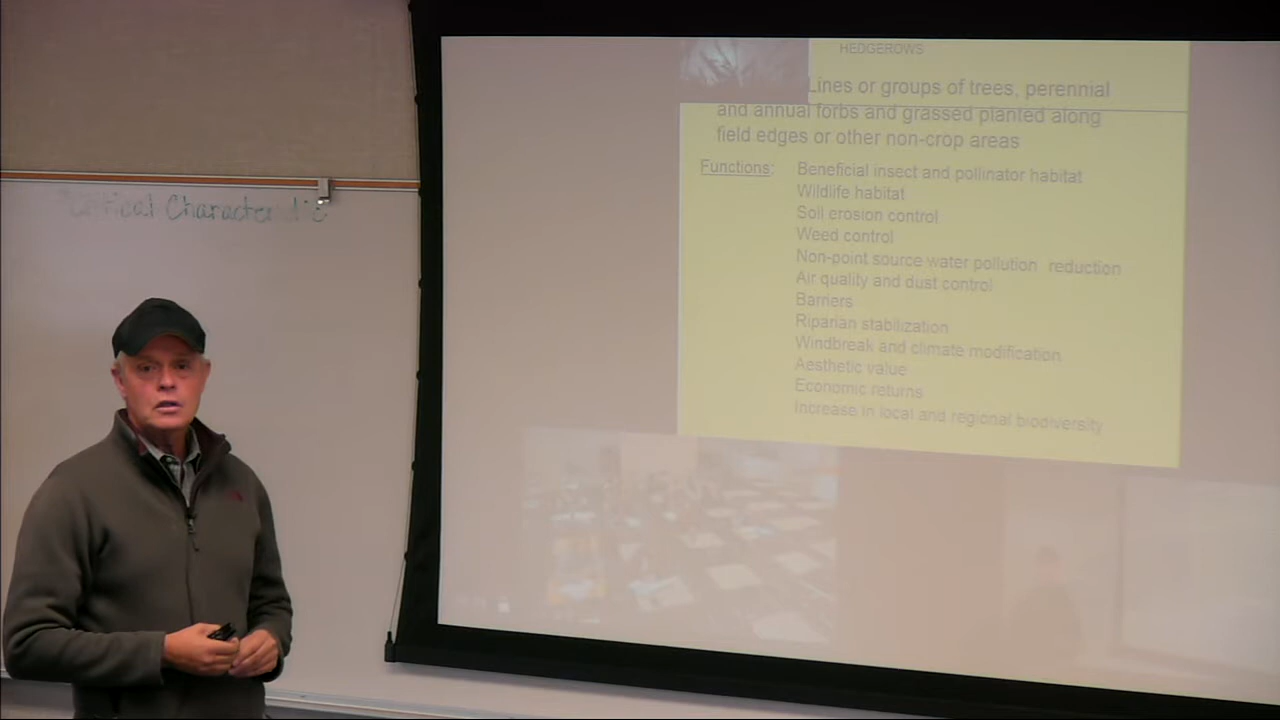 Critical Characteristic
HEDGEROWS
Lines or groups of trees, perennial
and annual forbs and grassed planted along
field edges or other non-crop areas
Functions: Beneficial insect and pollinator habitat
Wildlife habitat
Soil erosion control
Weed control
Non-point source water pollution reduction
Air quality and dust control
Barriers
Riparian stabilization
Windbreak and climate modification
Aesthetic value
Economic returns
Increase in local and regional biodiversity